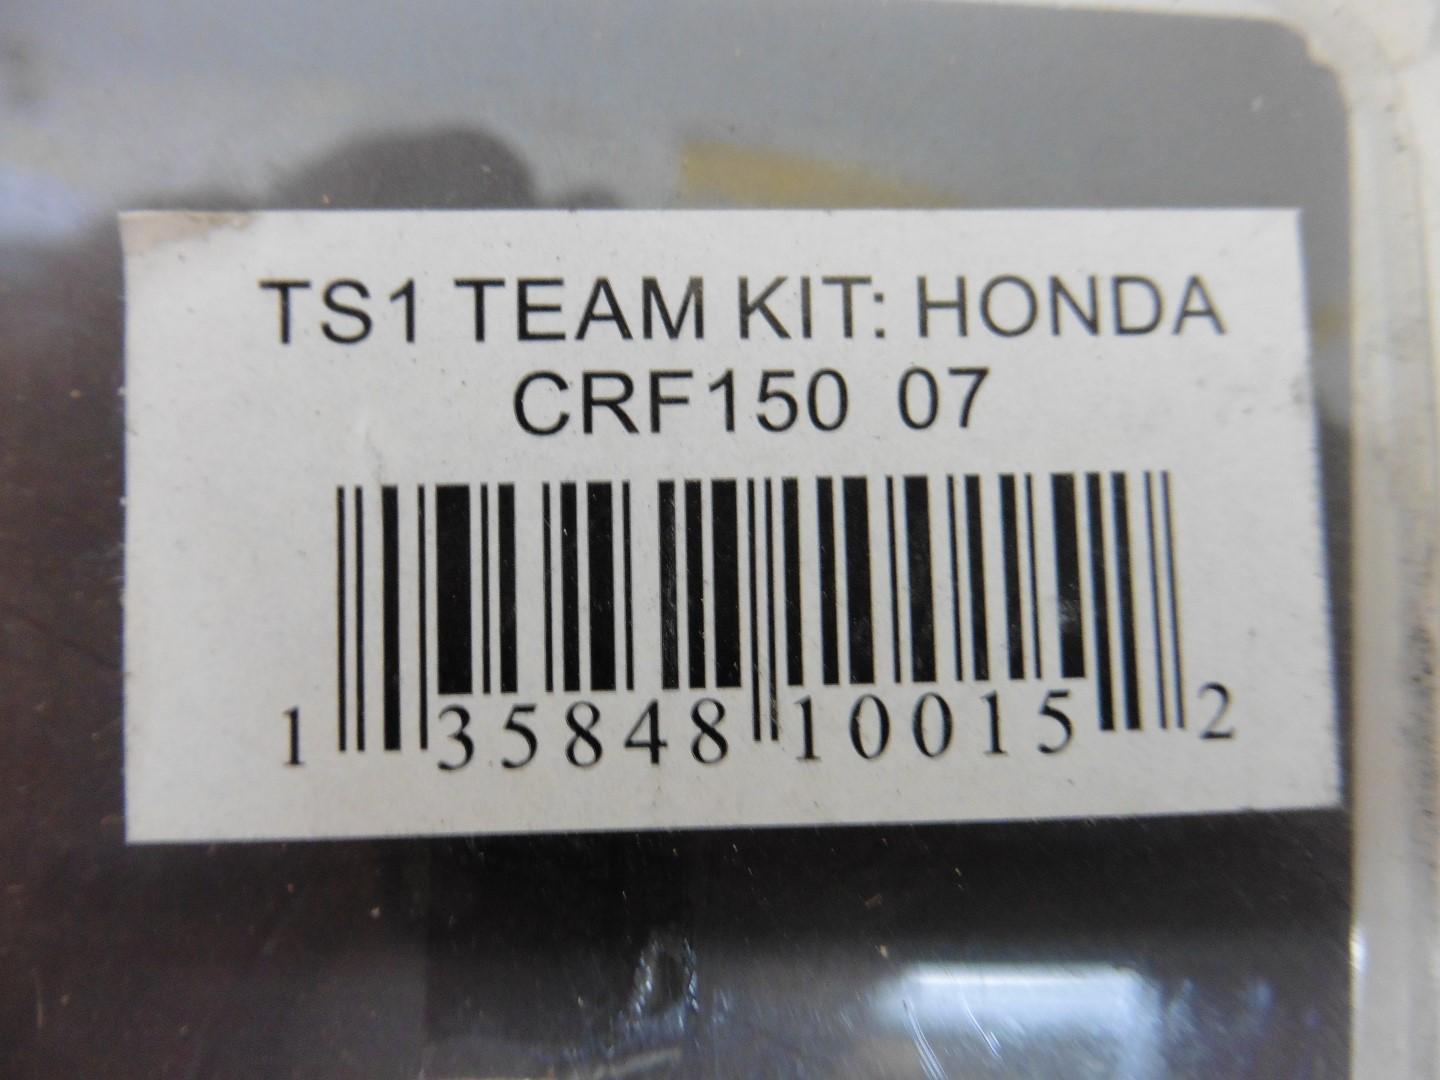 TS1 TEAM KIT: HONDA
CRF150 07
1 35848 10015 2